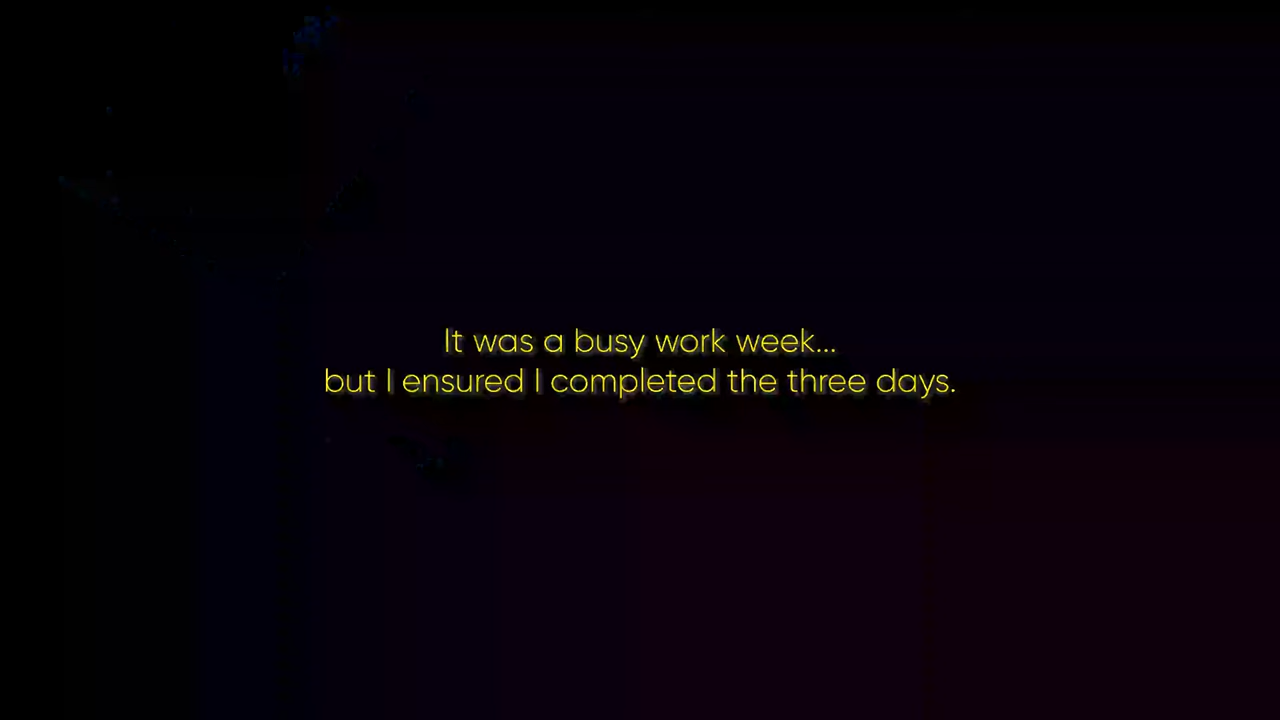 It was a busy work week...
but I ensured I completed the three days.